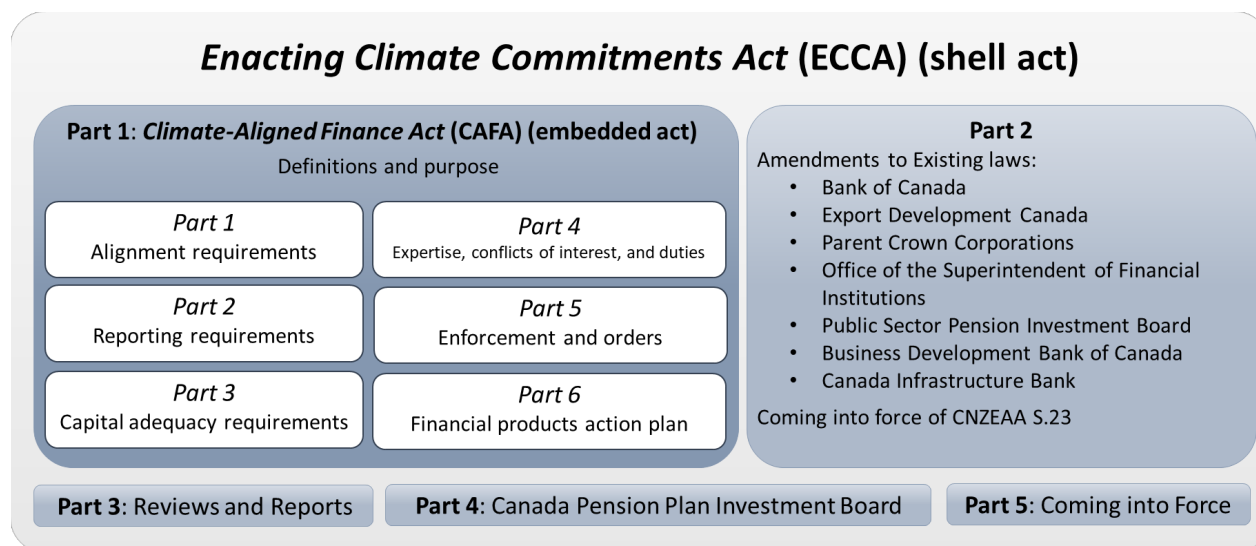 Enacting Climate Commitments Act (ECCA) (shell act)
Part 1: Climate-Aligned Finance Act (CAFA) (embedded act)
Definitions and purpose
Part 1
Alignment requirements
Part 2
Reporting requirements
Part 3
Capital adequacy requirements
Part 4
Expertise, conflicts of interest, and duties
Part 5
Enforcement and orders
Part 6
Financial products action plan
Part 2
Amendments to Existing laws:
• Bank of Canada
• Export Development Canada
• Parent Crown Corporations
• Office of the Superintendent of Financial
Institutions
• Public Sector Pension Investment Board
• Business Development Bank of Canada
• Canada Infrastructure Bank
Coming into force of CNZEAA S.23
Part 3: Reviews and Reports
Part 4: Canada Pension Plan Investment Board
Part 5: Coming into Force